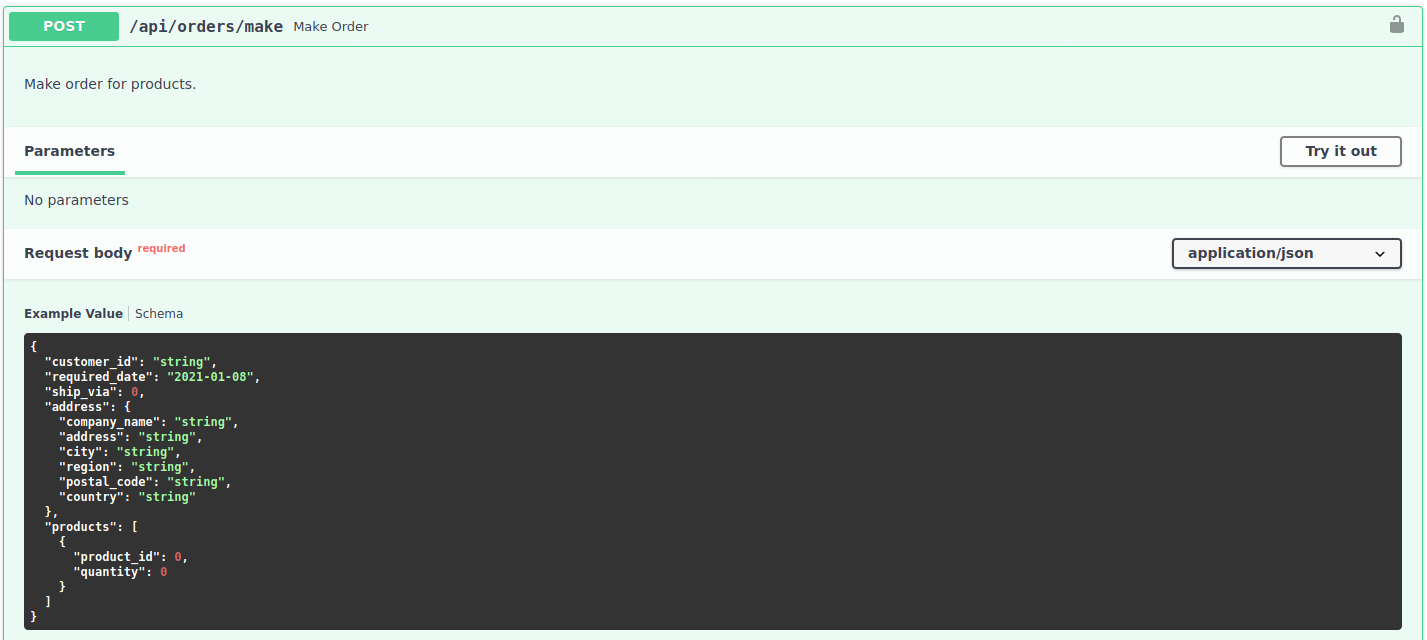 POST /api/orders/make Make Order
Make order for products.
Parameters
Try it out
No parameters
Request body required
application/json
Example Value Schema
{
  "customer_id": "string",
  "required_date": "2021-01-08",
  "ship_via": 0,
  "address": {
    "company_name": "string",
    "address": "string",
    "city": "string",
    "region": "string",
    "postal_code": "string",
    "country": "string"
  },
  "products": [
    {
      "product_id": 0,
      "quantity": 0
    }
  ]
}